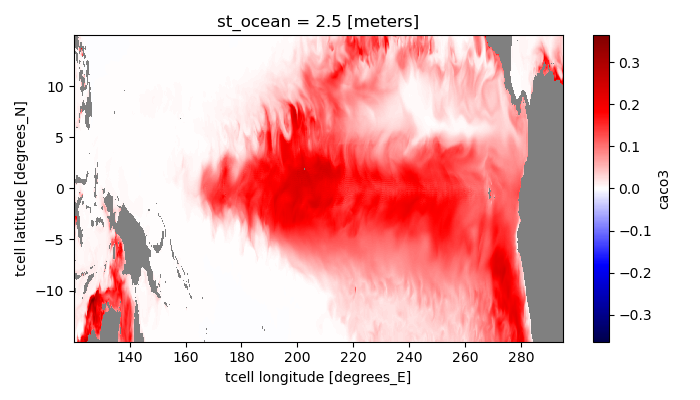 st_ocean = 2.5 [meters]
10
5
0
−5
−10
tcell latitude [degrees_N]
140 160 180 200 220 240 260 280
tcell longitude [degrees_E]
0.3
0.2
0.1
0.0
−0.1
−0.2
−0.3
caco3